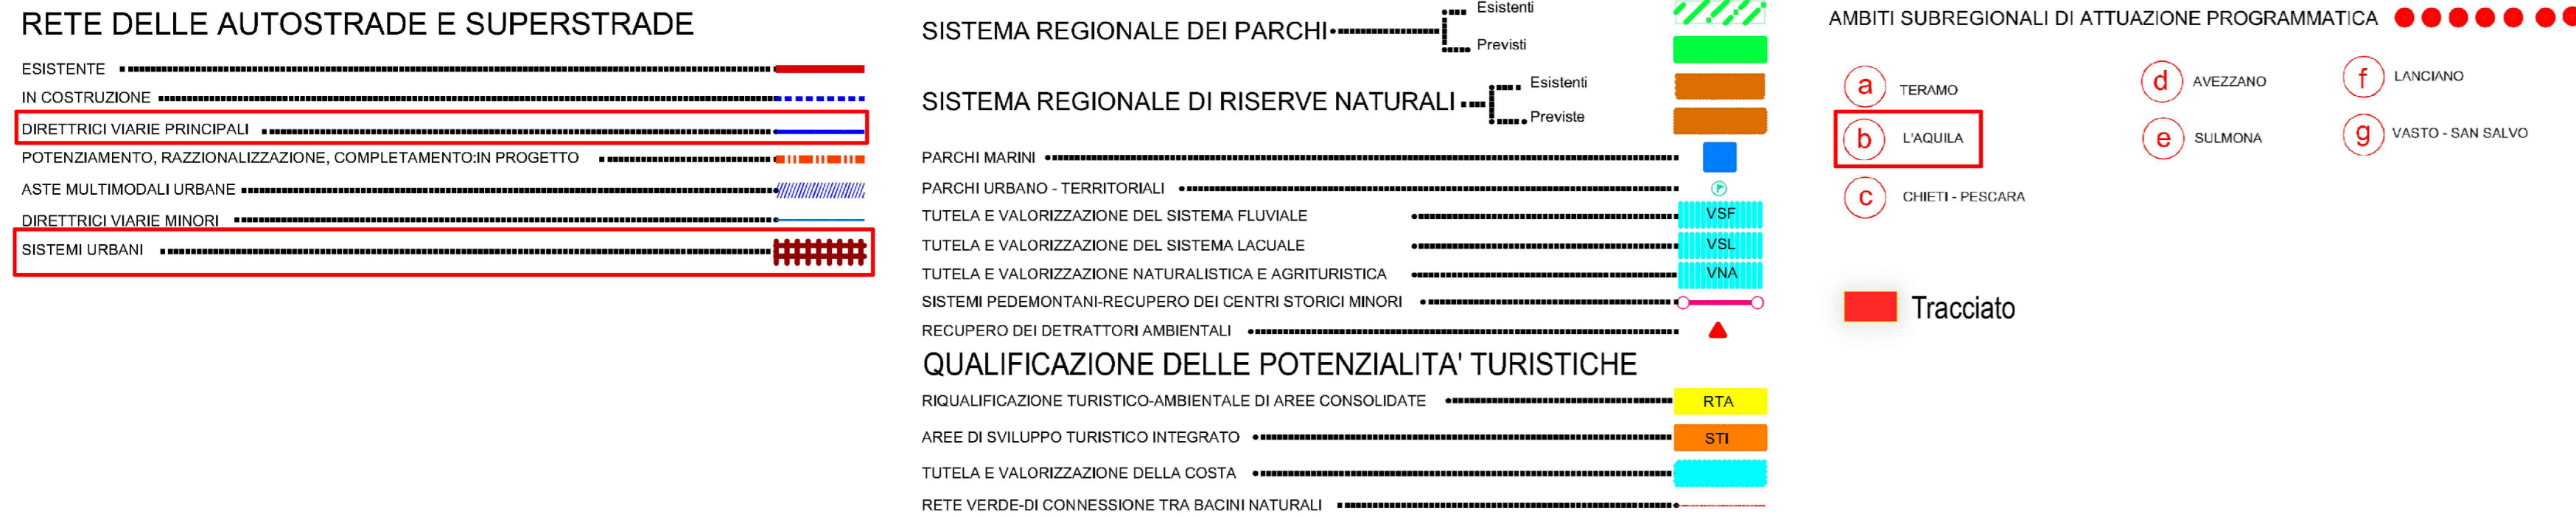 RETE DELLE AUTOSTRADE E SUPERSTRADE
ESISTENTE
IN COSTRUZIONE
DIRETTRICI VIARIE PRINCIPALI
POTENZIAMENTO, RAZZIONALIZZAZIONE, COMPLETAMENTO:IN PROGETTO
ASTE MULTIMODALI URBANE
DIRETTRICI VIARIE MINORI
SISTEMI URBANI
SISTEMA REGIONALE DEI PARCHI
Esistenti
Previsti
SISTEMA REGIONALE DI RISERVE NATURALI
Esistenti
Previste
PARCHI MARINI
PARCHI URBANO - TERRITORIALI P
TUTELA E VALORIZZAZIONE DEL SISTEMA FLUVIALE VSF
TUTELA E VALORIZZAZIONE DEL SISTEMA LACUALE VSL
TUTELA E VALORIZZAZIONE NATURALISTICA E AGRITURISTICA VNA
SISTEMI PEDEMONTANI-RECUPERO DEI CENTRI STORICI MINORI
RECUPERO DEI DETRATTORI AMBIENTALI
QUALIFICAZIONE DELLE POTENZIALITA' TURISTICHE
RIQUALIFICAZIONE TURISTICO-AMBIENTALE DI AREE CONSOLIDATE RTA
AREE DI SVILUPPO TURISTICO INTEGRATO STI
TUTELA E VALORIZZAZIONE DELLA COSTA
RETE VERDE-DI CONNESSIONE TRA BACINI NATURALI
AMBITI SUBREGIONALI DI ATTUAZIONE PROGRAMMATICA
a TERAMO
b L'AQUILA
c CHIETI - PESCARA
d AVEZZANO
e SULMONA
f LANCIANO
g VASTO - SAN SALVO
Tracciato